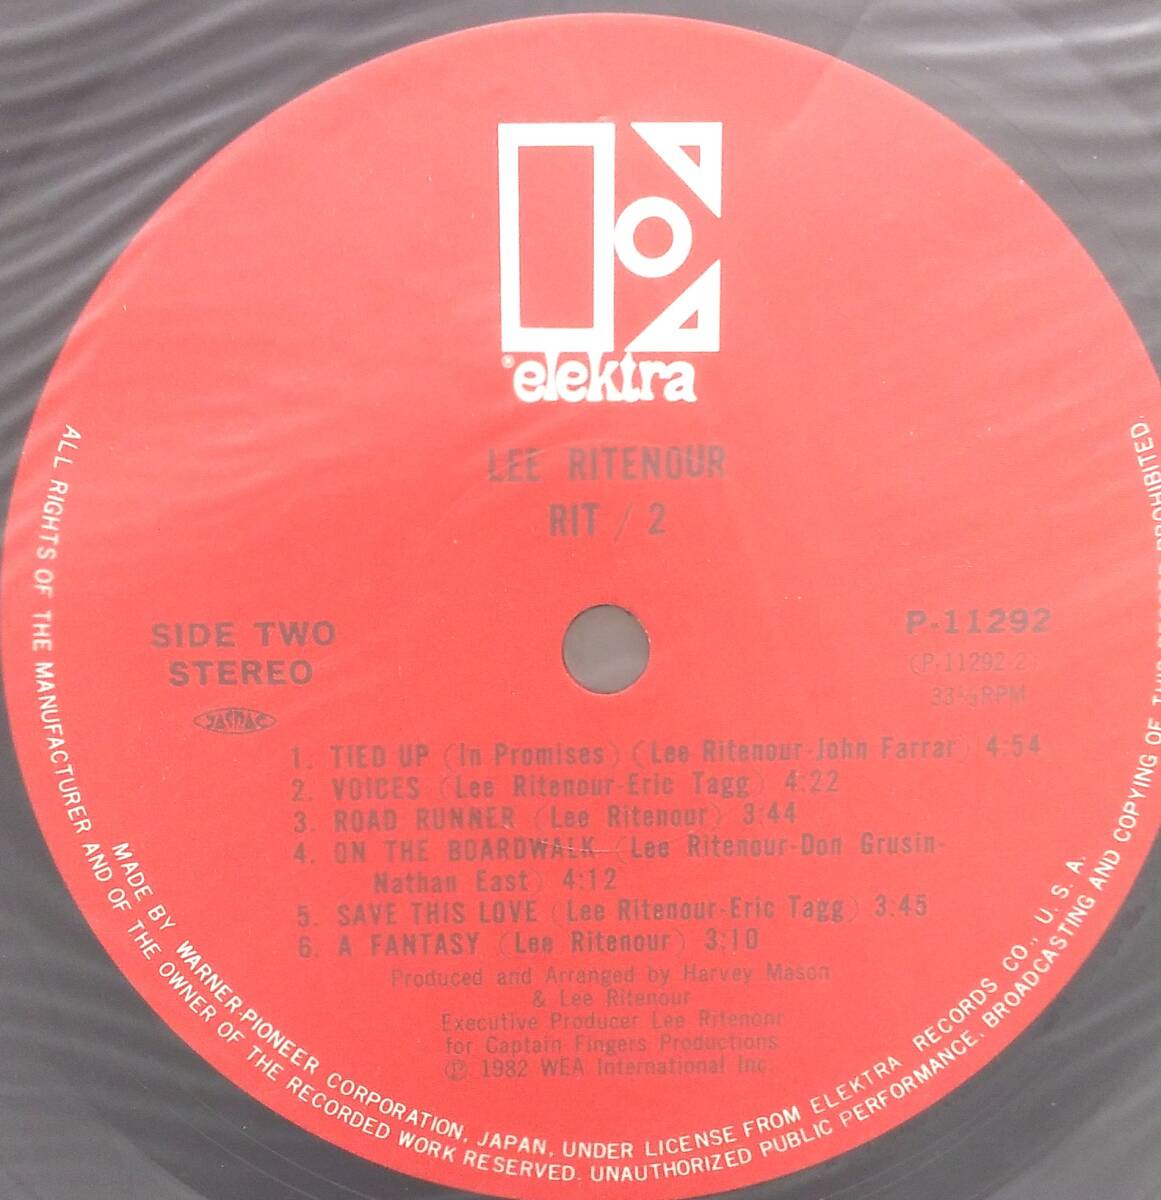 elektra
LEE RITENOUR
RIT / 2
SIDE TWO
STEREO
JASRAC
P-11292
(P-11292-2)
33⅓RPM
1. TIED UP (In Promises) (Lee Ritenour-John Farrar) 4:54
2. VOICES (Lee Ritenour-Eric Tagg) 4:22
3. ROAD RUNNER (Lee Ritenour) 3:44
4. ON THE BOARDWALK (Lee Ritenour-Don Grusin-
Nathan East) 4:12
5. SAVE THIS LOVE (Lee Ritenour-Eric Tagg) 3:45
6. A FANTASY (Lee Ritenour) 3:10
Produced and Arranged by Harvey Mason
& Lee Ritenour
Executive Producer Lee Ritenour
for Captain Fingers Productions
Ⓟ 1982 WEA International Inc.
MADE BY WARNER-PIONEER CORPORATION, JAPAN, UNDER LICENSE FROM ELEKTRA RECORDS CO., U. S. A.
ALL RIGHTS OF THE MANUFACTURER AND OF THE OWNER OF THE RECORDED WORK RESERVED. UNAUTHORIZED PUBLIC PERFORMANCE, BROADCASTING AND COPYING OF THIS PROHIBITED.